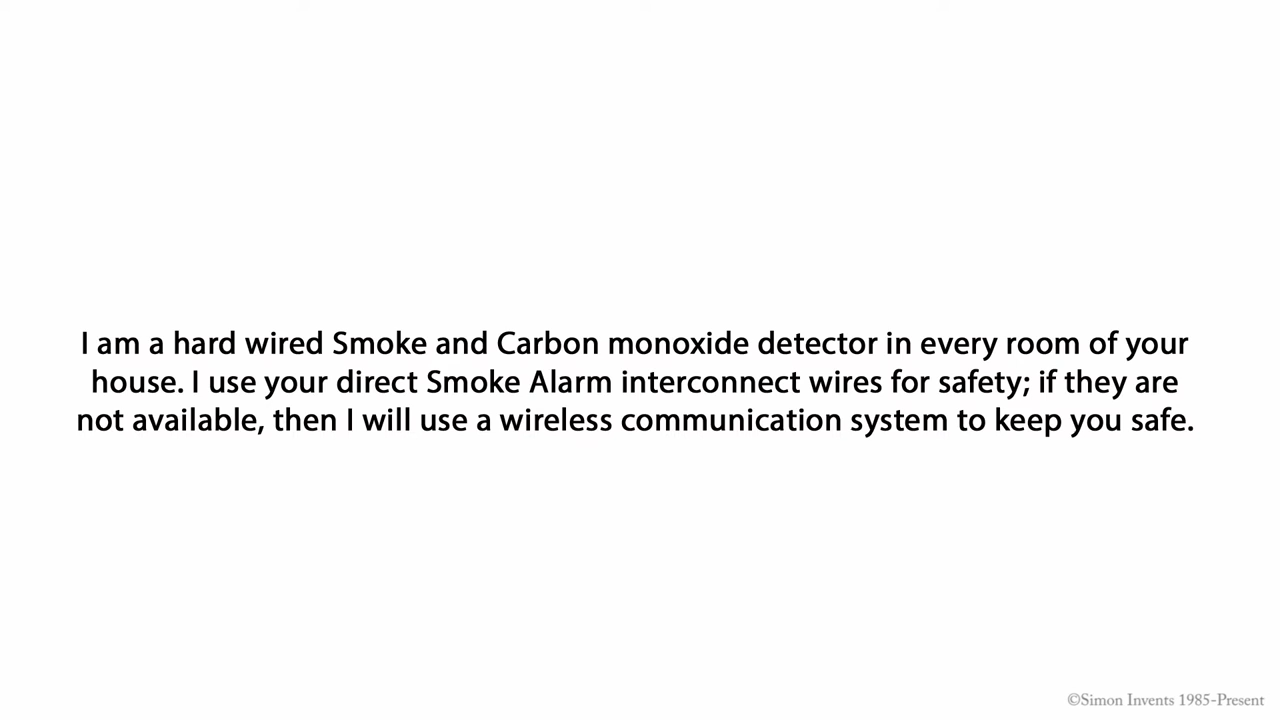 I am a hard wired Smoke and Carbon monoxide detector in every room of your
house. I use your direct Smoke Alarm interconnect wires for safety; if they are
not available, then I will use a wireless communication system to keep you safe.
©Simon Invents 1985-Present